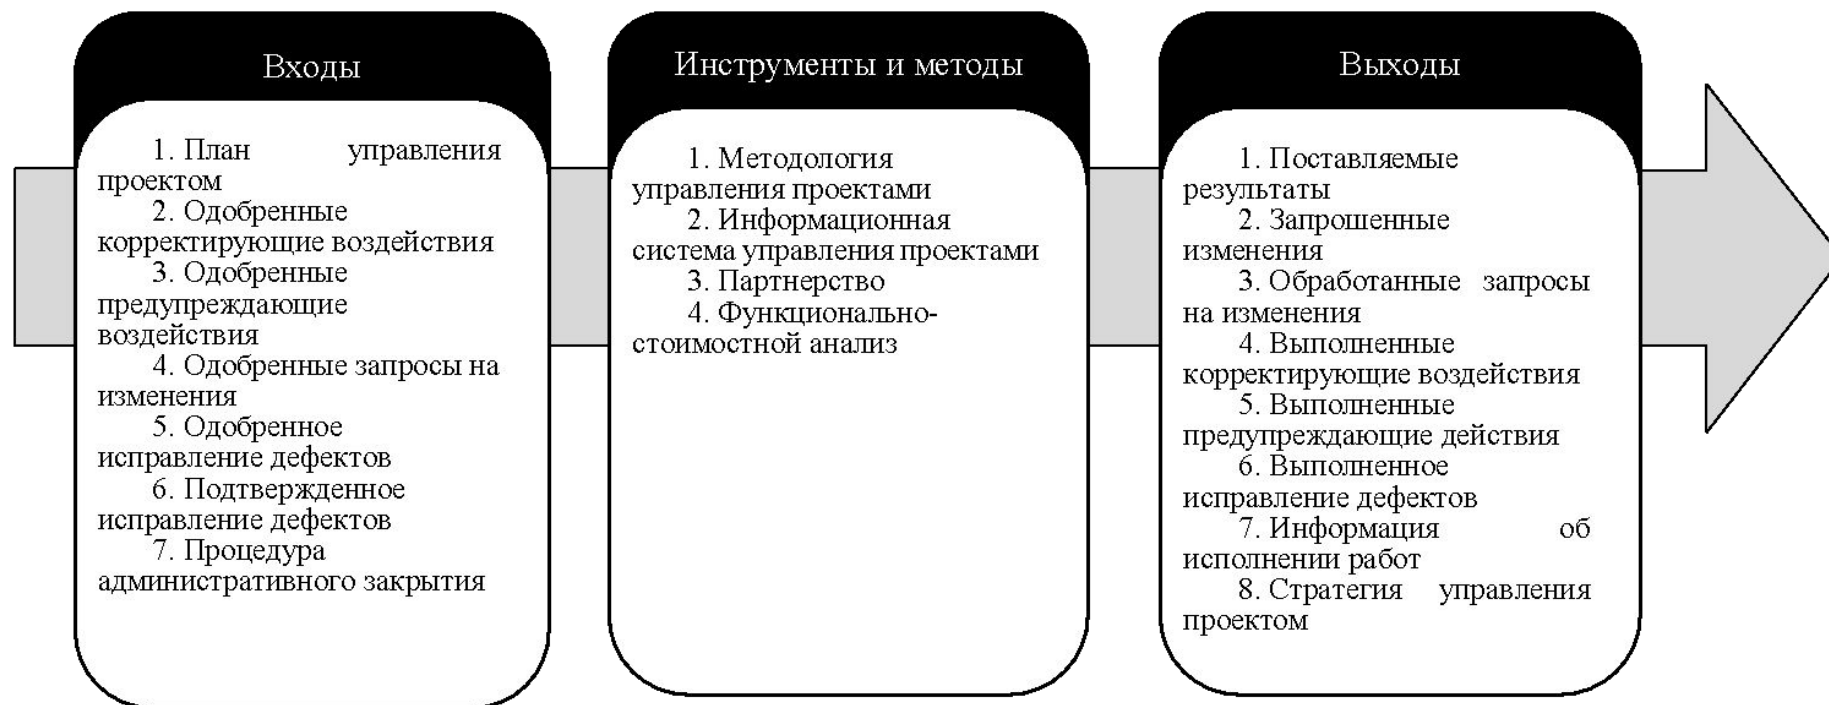 Входы
1. План управления
проектом
2. Одобренные
корректирующие воздействия
3. Одобренные
предупреждающие
воздействия
4. Одобренные запросы на
изменения
5. Одобренное
исправление дефектов
6. Подтвержденное
исправление дефектов
7. Процедура
административного закрытия
Инструменты и методы
1. Методология
управления проектами
2. Информационная
система управления проектами
3. Партнерство
4. Функционально-
стоимостной анализ
Выходы
1. Поставляемые
результаты
2. Запрошенные
изменения
3. Обработанные запросы
на изменения
4. Выполненные
корректирующие воздействия
5. Выполненные
предупреждающие действия
6. Выполненное
исправление дефектов
7. Информация об
исполнении работ
8. Стратегия управления
проектом